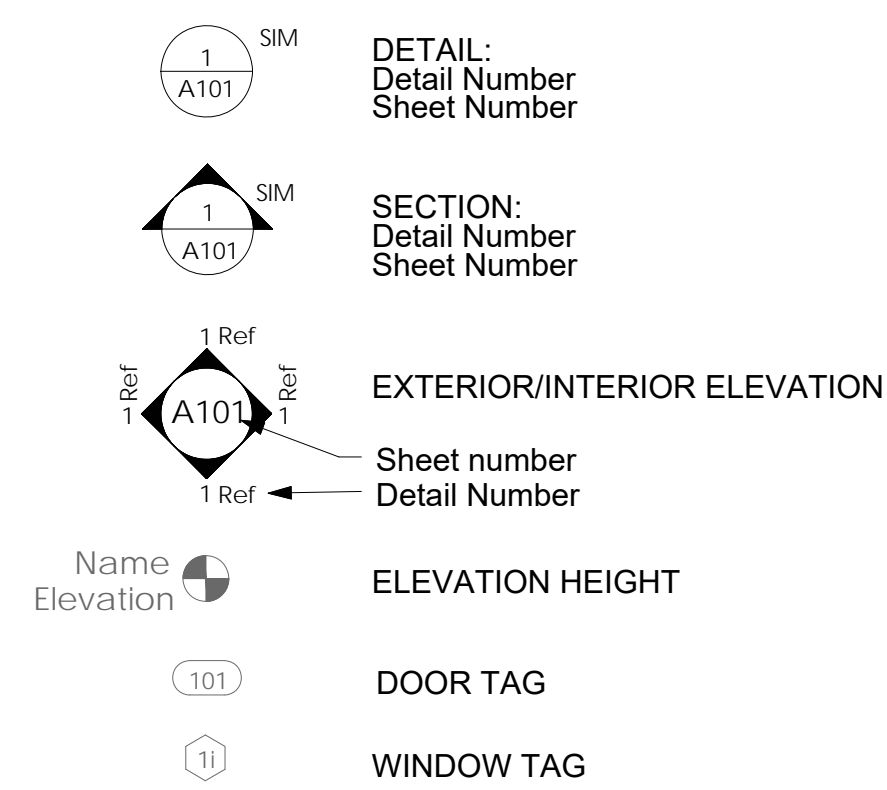 1
A101
SIM
DETAIL:
Detail Number
Sheet Number
1
A101
SIM
SECTION:
Detail Number
Sheet Number
1 Ref
1 Ref
A101
1 Ref
1 Ref
EXTERIOR/INTERIOR ELEVATION
Sheet number
Detail Number
Name
Elevation
ELEVATION HEIGHT
101
DOOR TAG
1i
WINDOW TAG